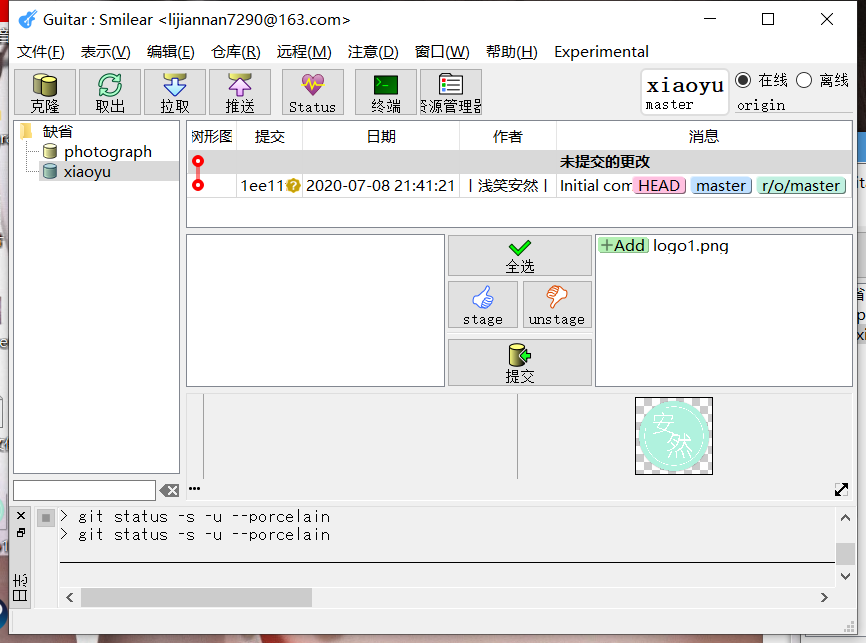 Guitar : Smilear <lijiannan7290@163.com>
文件(F) 表示(V) 编辑(E) 仓库(R) 远程(M) 注意(D) 窗口(W) 帮助(H) Experimental
克隆 取出 拉取 推送 Status 终端 资源管理器
xiaoyu
master
在线 离线
origin
缺省
photograph
xiaoyu
树形图 提交 日期 作者 消息
未提交的更改
1ee11 2020-07-08 21:41:21 丨浅笑安然丨 Initial com HEAD master r/o/master
全选
stage unstage
提交
+Add logo1.png
安
然
> git status -s -u --porcelain
> git status -s -u --porcelain